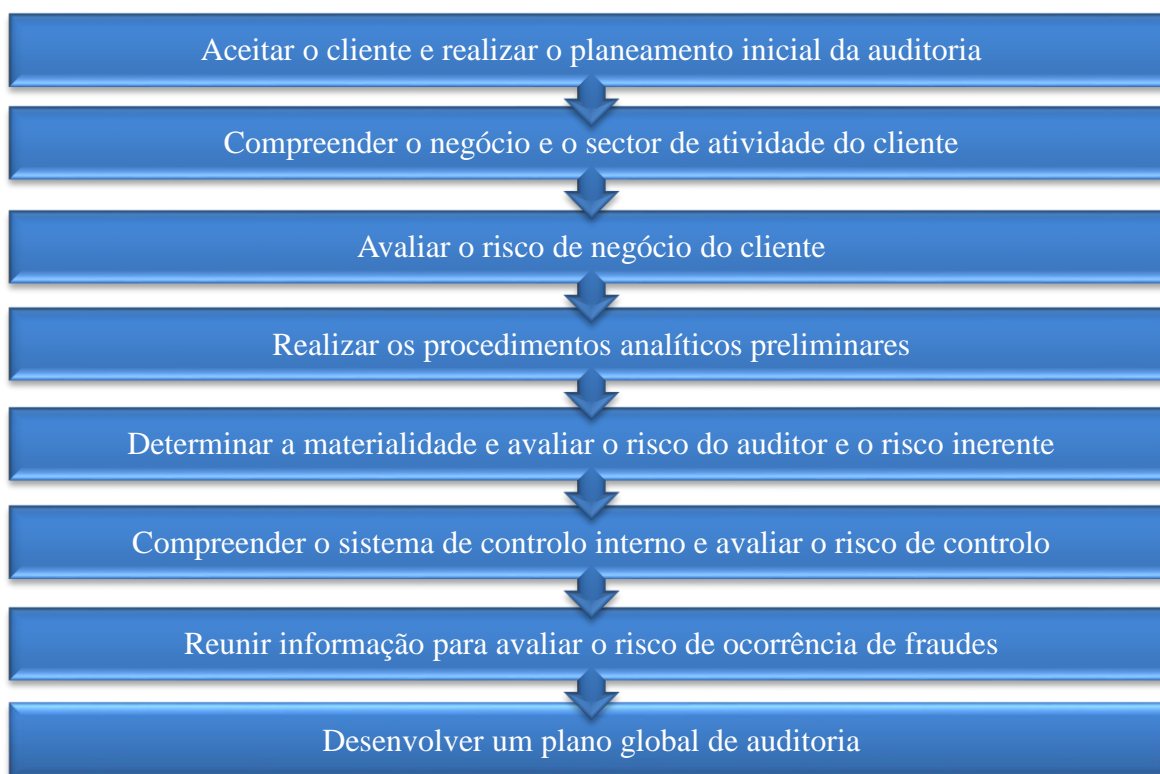 Aceitar o cliente e realizar o planeamento inicial da auditoria
Compreender o negócio e o sector de atividade do cliente
Avaliar o risco de negócio do cliente
Realizar os procedimentos analíticos preliminares
Determinar a materialidade e avaliar o risco do auditor e o risco inerente
Compreender o sistema de controlo interno e avaliar o risco de controlo
Reunir informação para avaliar o risco de ocorrência de fraudes
Desenvolver um plano global de auditoria